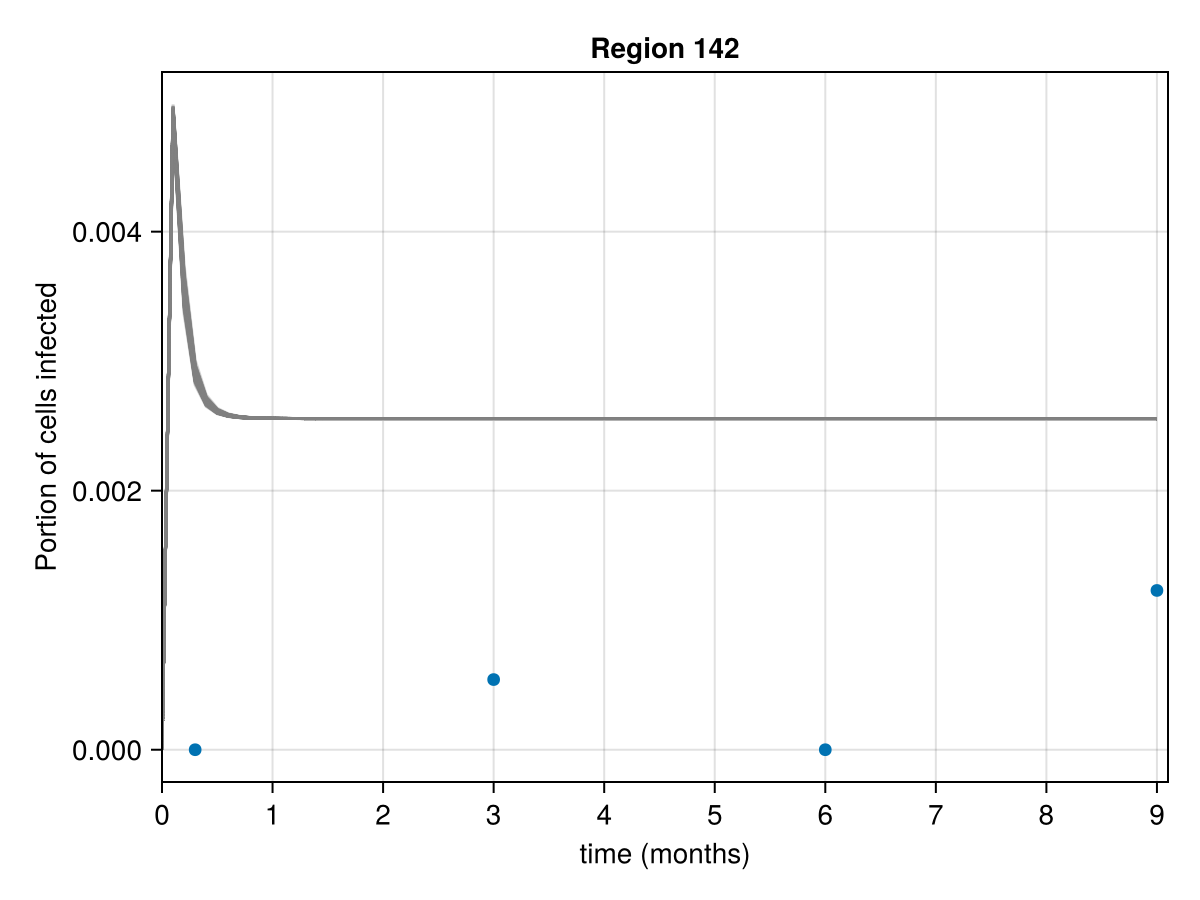 Region 142
Portion of cells infected
0.004
0.002
0.000
0 1 2 3 4 5 6 7 8 9
time (months)